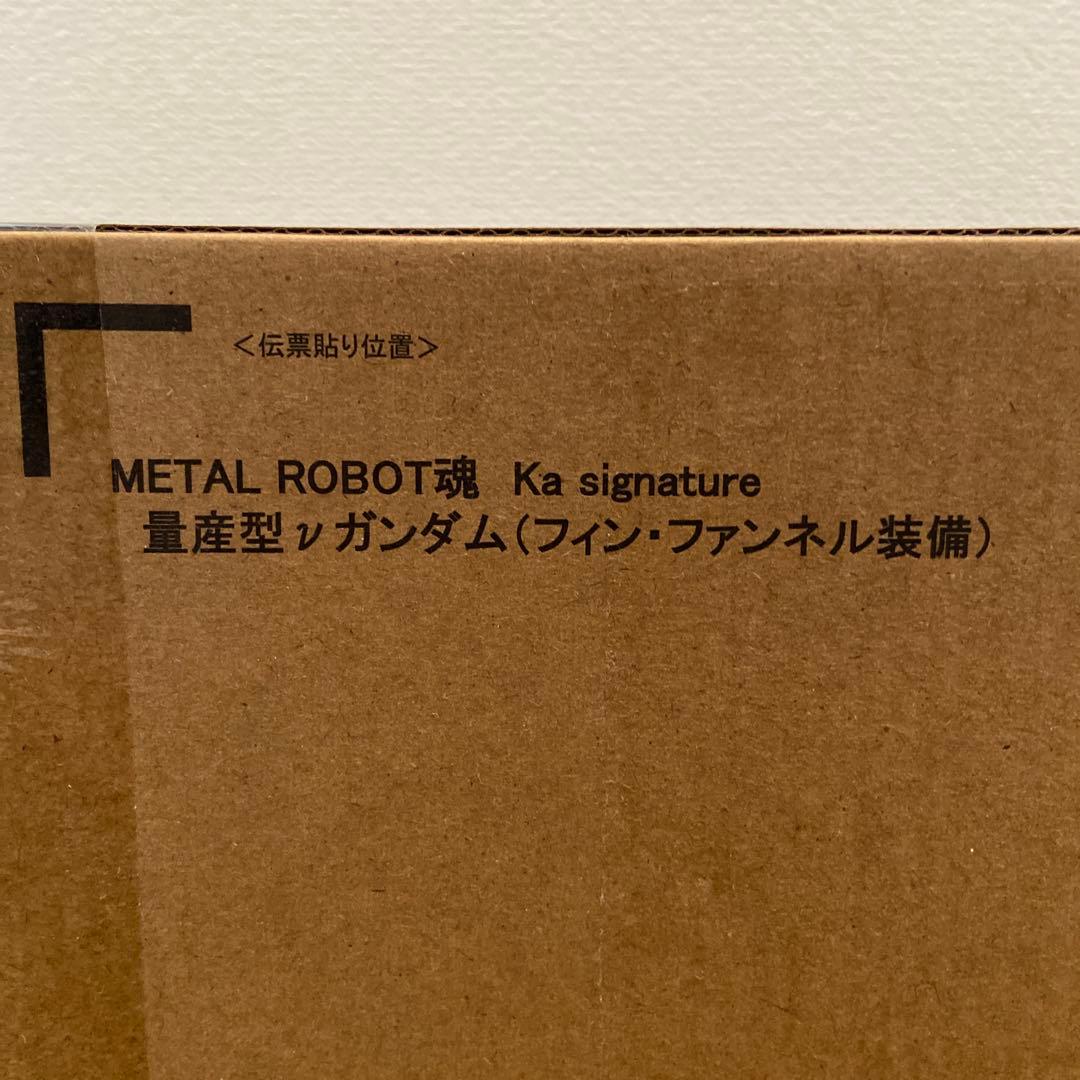 ＜伝票貼り位置＞
METAL ROBOT魂　Ka signature
量産型νガンダム（フィン・ファンネル装備）